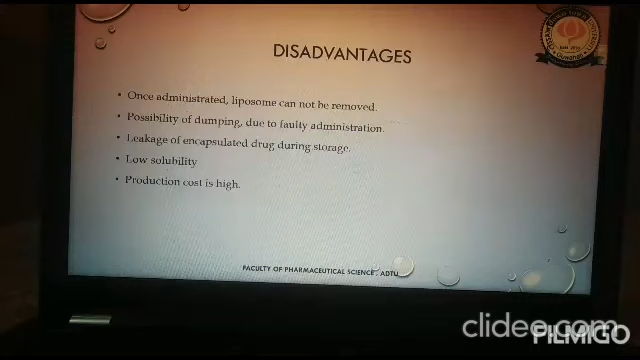 DISADVANTAGES
• Once administrated, liposome can not be removed.
• Possibility of dumping, due to faulty administration.
• Leakage of encapsulated drug during storage.
• Low solubility
• Production cost is high.
FACULTY OF PHARMACEUTICAL SCIENCE, ADTU
clideo.com
FILMIGO